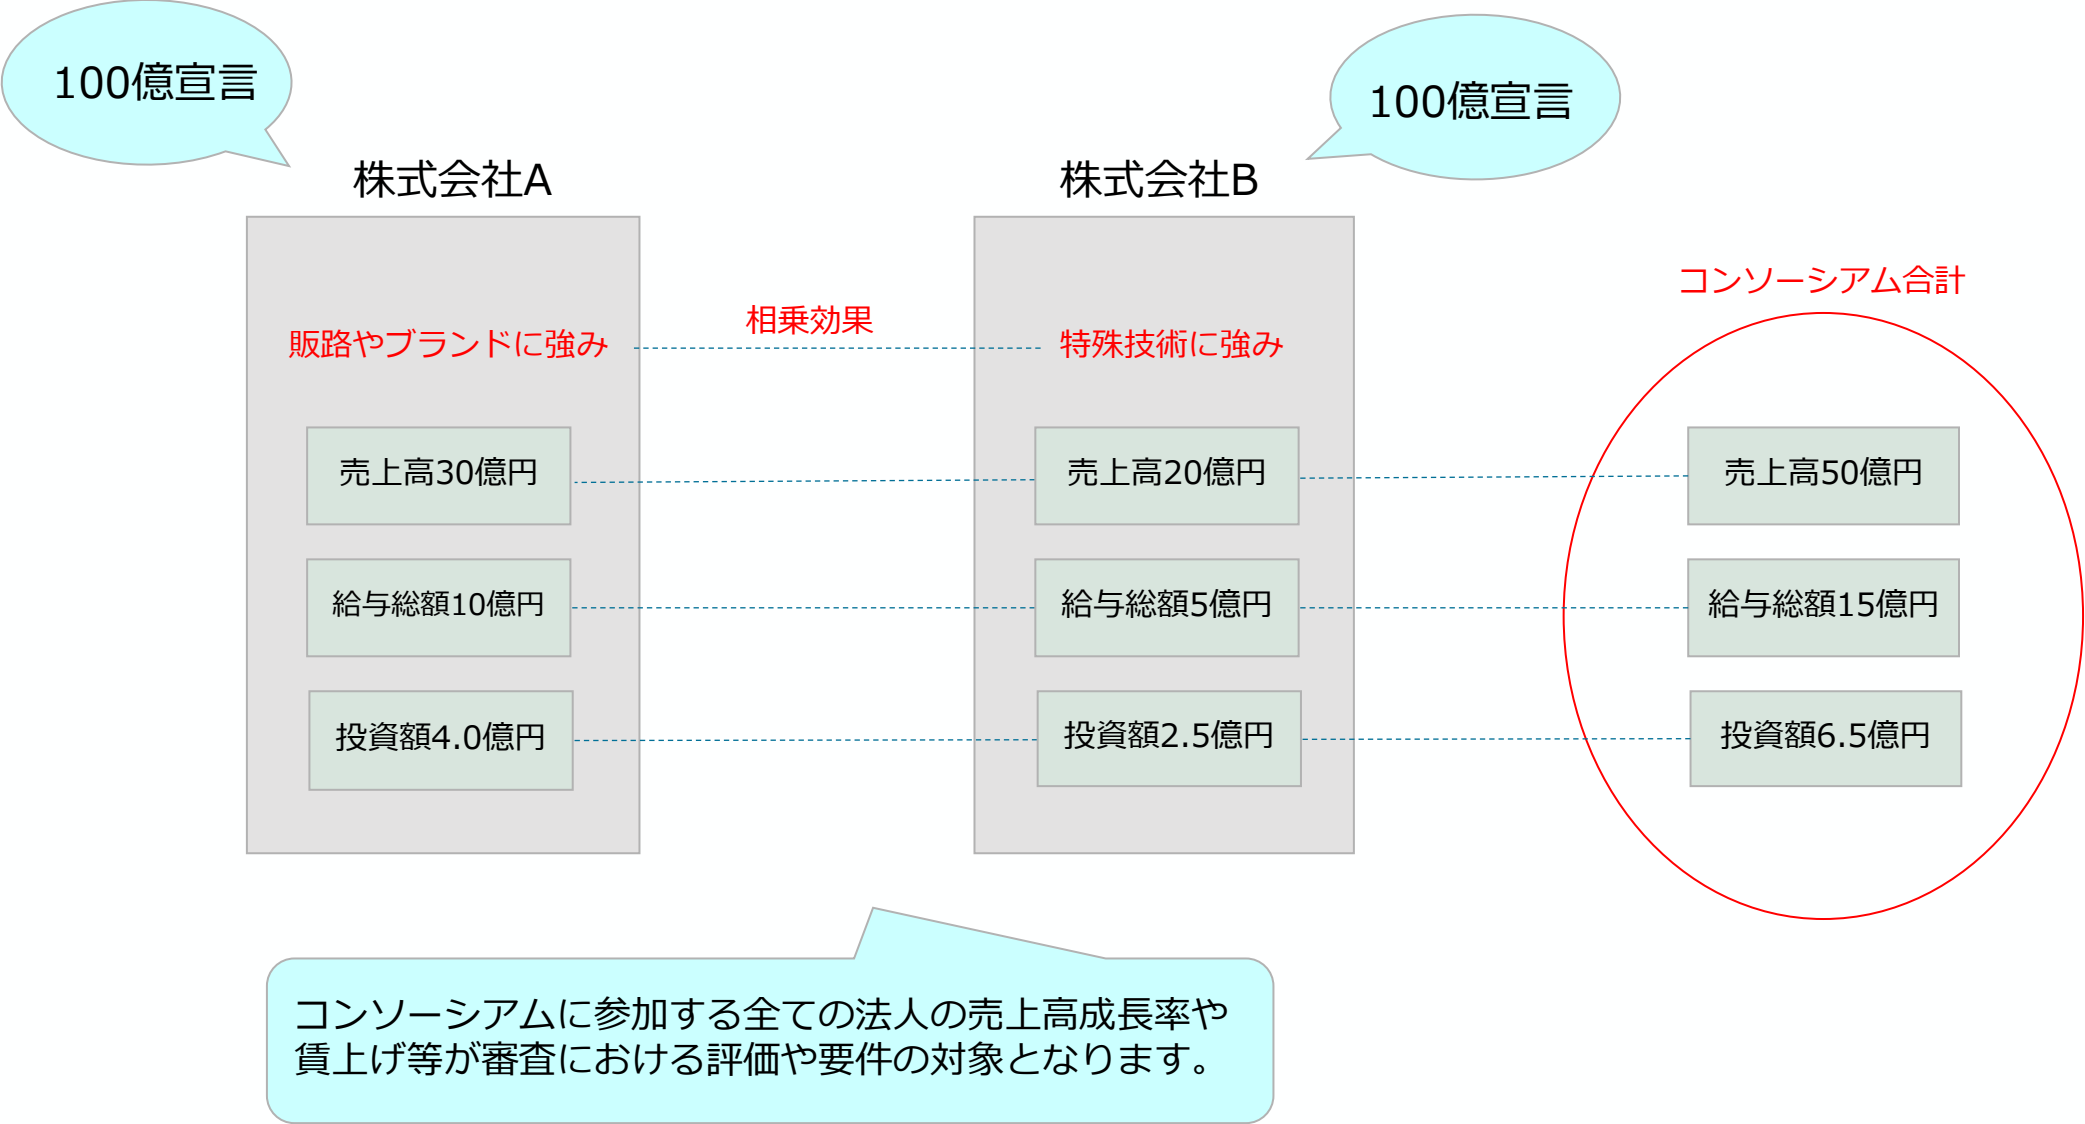 100億宣言
100億宣言
株式会社A
株式会社B
コンソーシアム合計
相乗効果
販路やブランドに強み
特殊技術に強み
売上高30億円
売上高20億円
売上高50億円
給与総額10億円
給与総額5億円
給与総額15億円
投資額4.0億円
投資額2.5億円
投資額6.5億円
コンソーシアムに参加する全ての法人の売上高成長率や
賃上げ等が審査における評価や要件の対象となります。